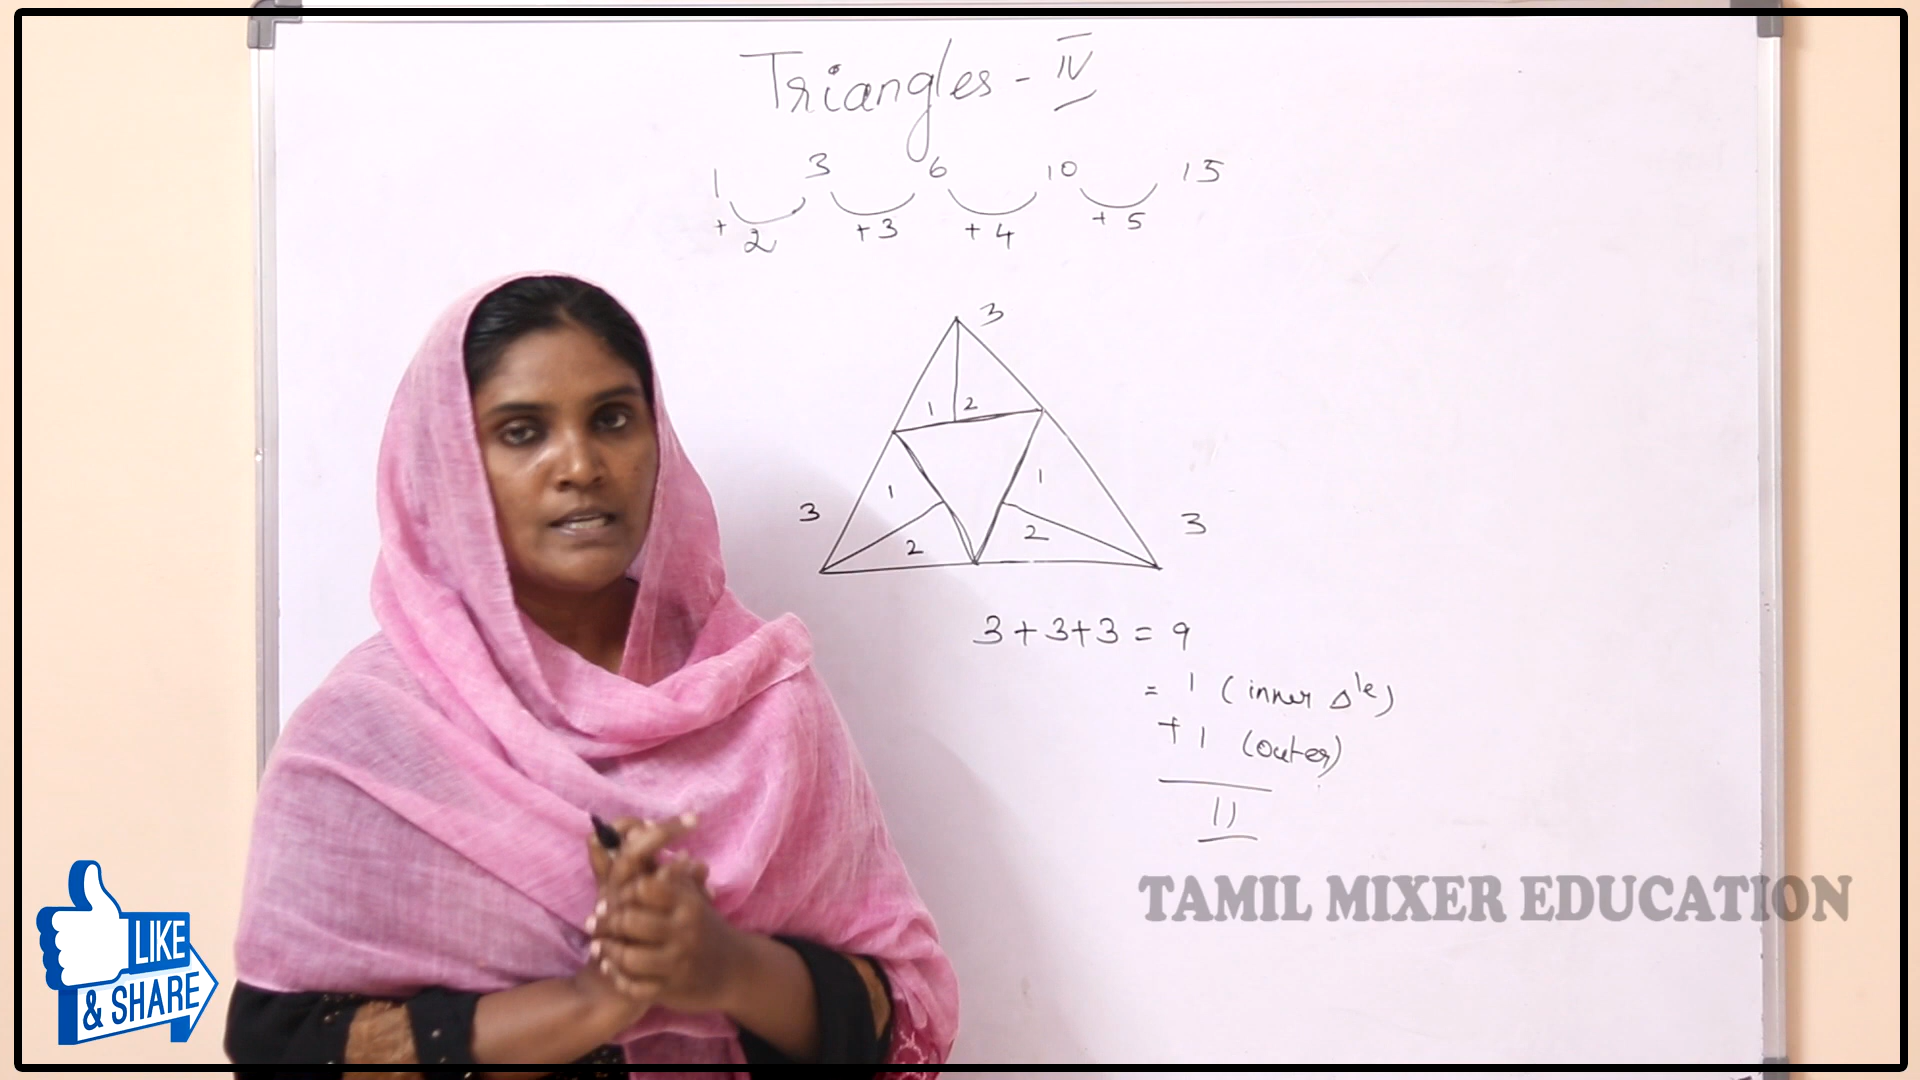 Triangles - IV
1 3 6 10 15
+2 +3 +4 +5
3
1 2
1 1
3 3
2 2
3 + 3 + 3 = 9
= 1 (inner Δle)
+ 1 (outer)
11
TAMIL MIXER EDUCATION
LIKE
& SHARE